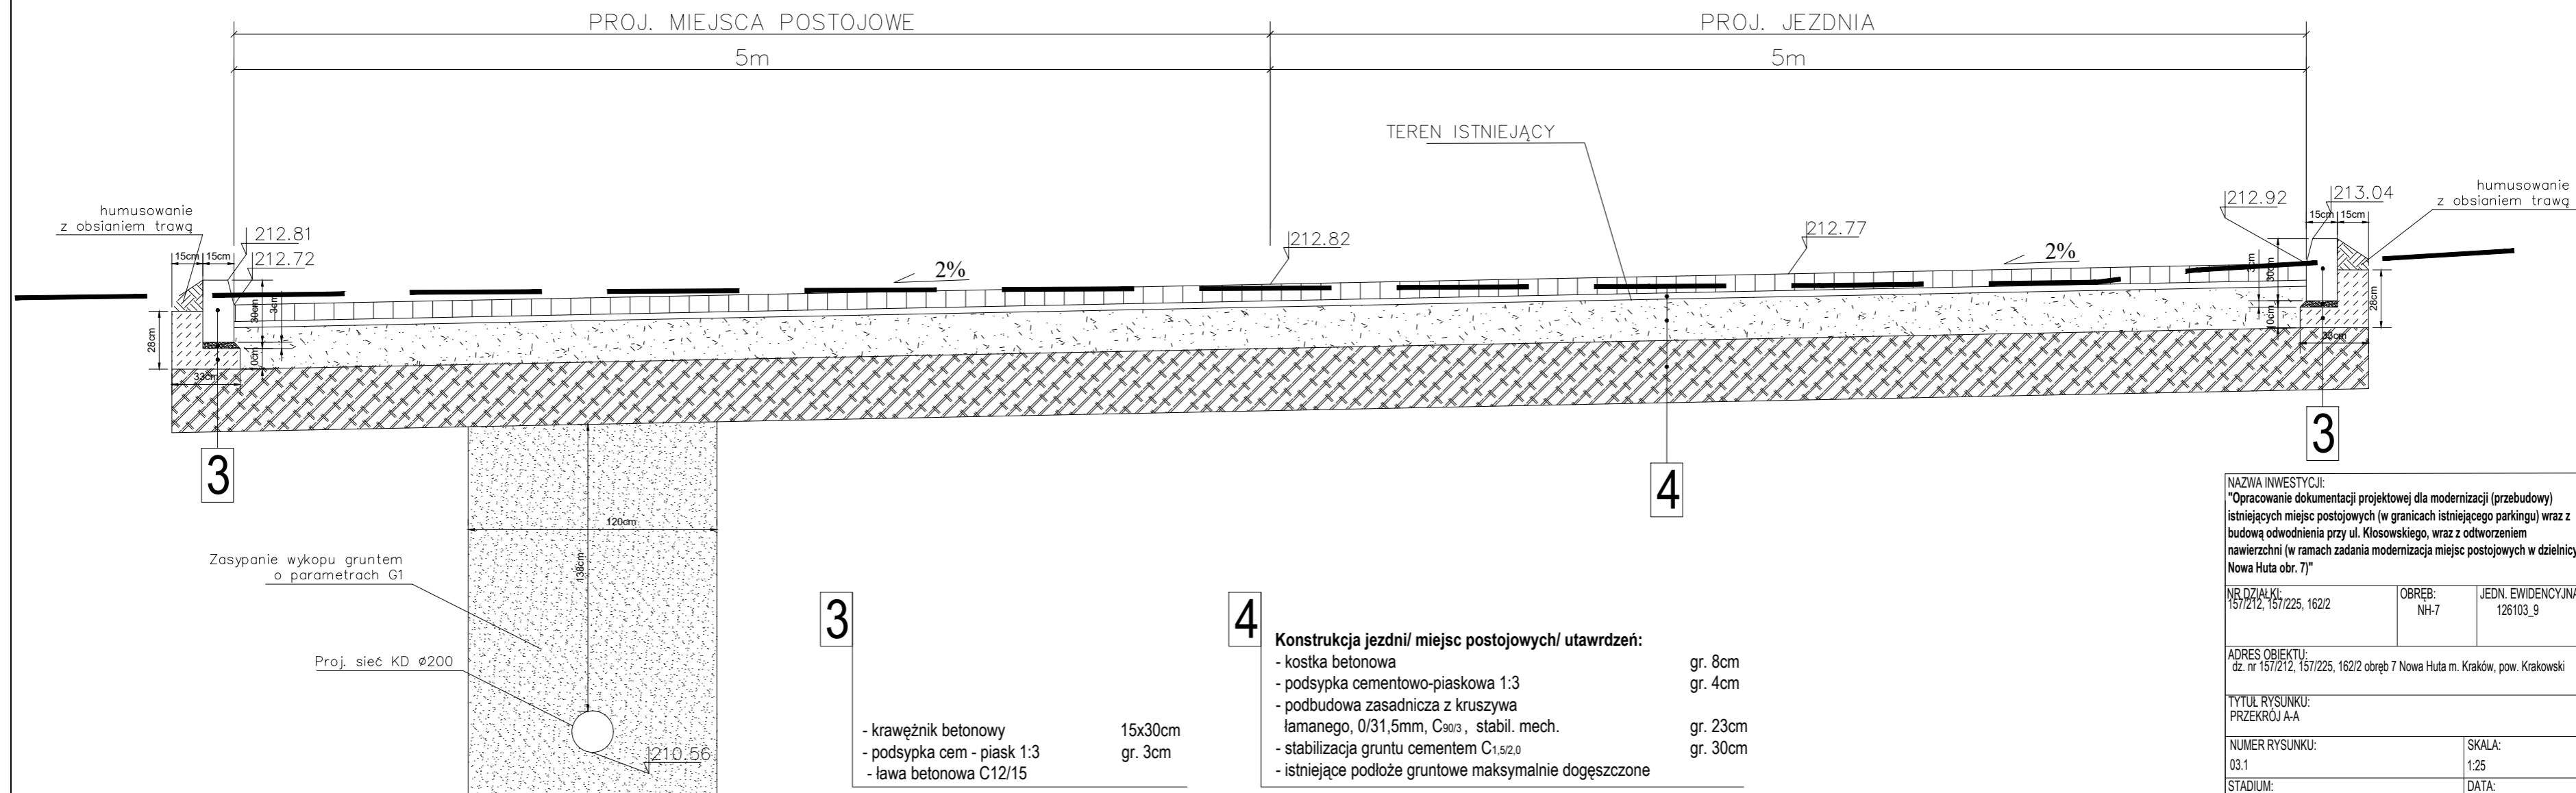 PROJ. MIEJSCA POSTOJOWE
PROJ. JEZDNIA
5m
5m
TEREN ISTNIEJĄCY
humusowanie
z obsianiem trawą
212.81
212.72
15cm
15cm
2%
212.82
212.77
2%
212.92
213.04
15cm
15cm
humusowanie
z obsianiem trawą
30cm
3cm
10cm
28cm
33cm
3cm
30cm
10cm
28cm
33cm
3
4
3
120cm
138cm
Zasypanie wykopu gruntem
o parametrach G1
Proj. sieć KD Ø200
210.56
3
- krawężnik betonowy 15x30cm
- podsypka cem - piask 1:3 gr. 3cm
- ława betonowa C12/15
4
Konstrukcja jezdni/ miejsc postojowych/ utawrdzeń:
- kostka betonowa gr. 8cm
- podsypka cementowo-piaskowa 1:3 gr. 4cm
- podbudowa zasadnicza z kruszywa
łamanego, 0/31,5mm, C90/3 , stabil. mech. gr. 23cm
- stabilizacja gruntu cementem C1,5/2,0 gr. 30cm
- istniejące podłoże gruntowe maksymalnie dogęszczone
NAZWA INWESTYCJI:
"Opracowanie dokumentacji projektowej dla modernizacji (przebudowy)
istniejących miejsc postojowych (w granicach istniejącego parkingu) wraz z
budową odwodnienia przy ul. Kłosowskiego, wraz z odtworzeniem
nawierzchni (w ramach zadania modernizacja miejsc postojowych w dzielnicy
Nowa Huta obr. 7)"
NR DZIAŁKI:
157/212, 157/225, 162/2
OBRĘB:
NH-7
JEDN. EWIDENCYJNA
126103_9
ADRES OBIEKTU:
dz. nr 157/212, 157/225, 162/2 obręb 7 Nowa Huta m. Kraków, pow. Krakowski
TYTUŁ RYSUNKU:
PRZEKRÓJ A-A
NUMER RYSUNKU:
03.1
SKALA:
1:25
STADIUM:
DATA: